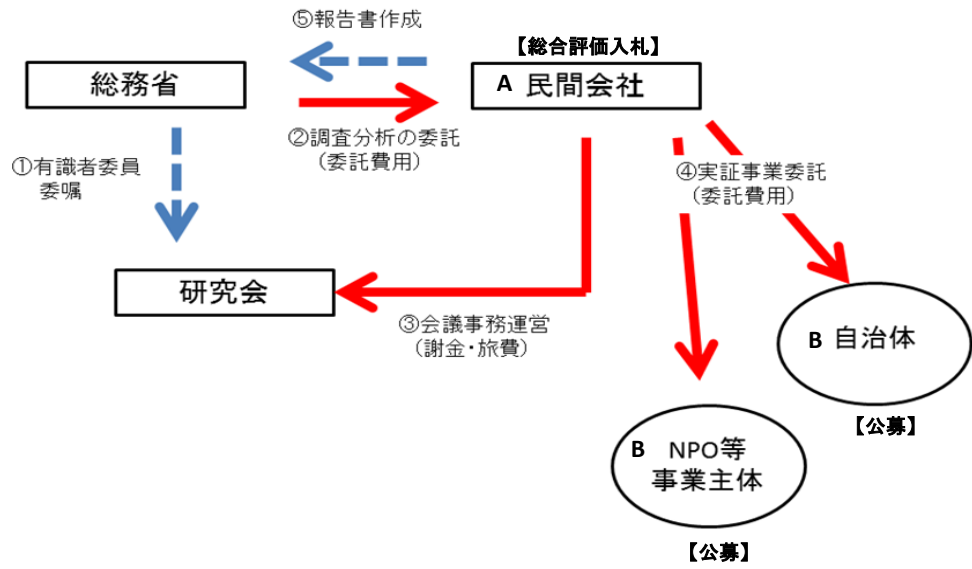 ⑤報告書作成
【総合評価入札】
総務省
A 民間会社
②調査分析の委託
（委託費用）
①有識者委員
委嘱
④実証事業委託
（委託費用）
研究会
③会議事務運営
（謝金・旅費）
B 自治体
【公募】
B NPO等
事業主体
【公募】